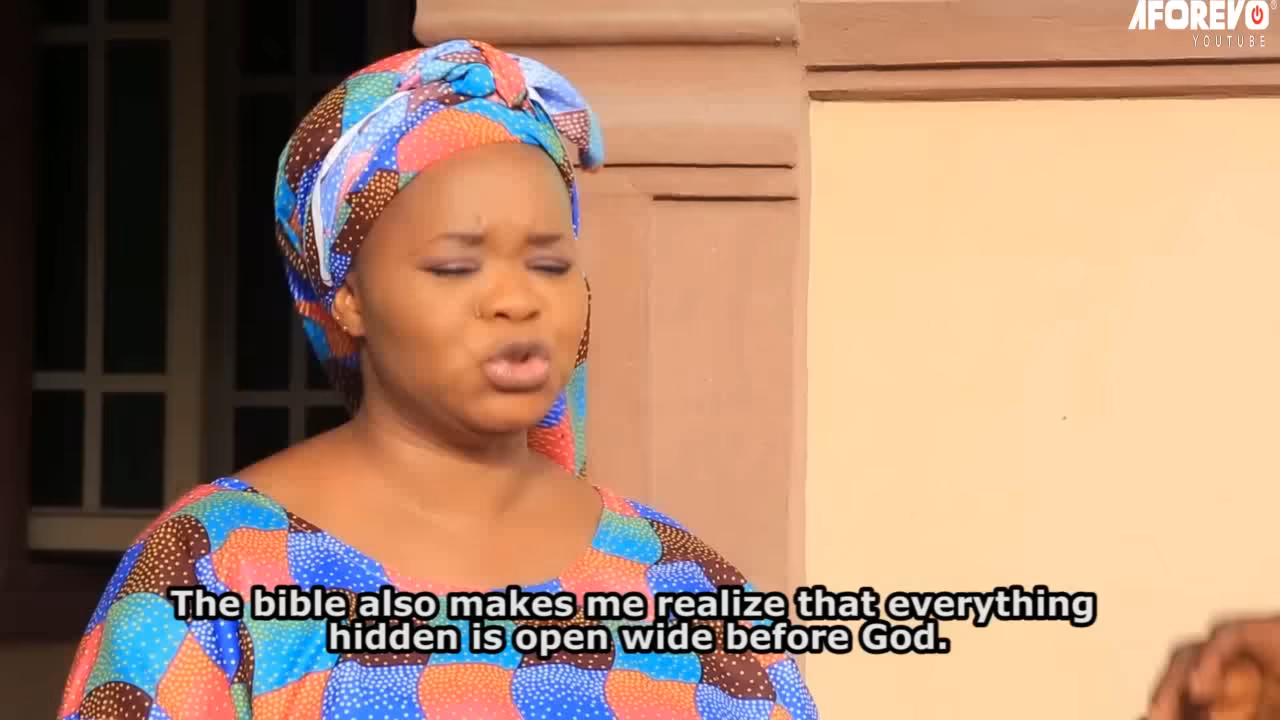 AFOREVO
YOUTUBE
The bible also makes me realize that everything
hidden is open wide before God.